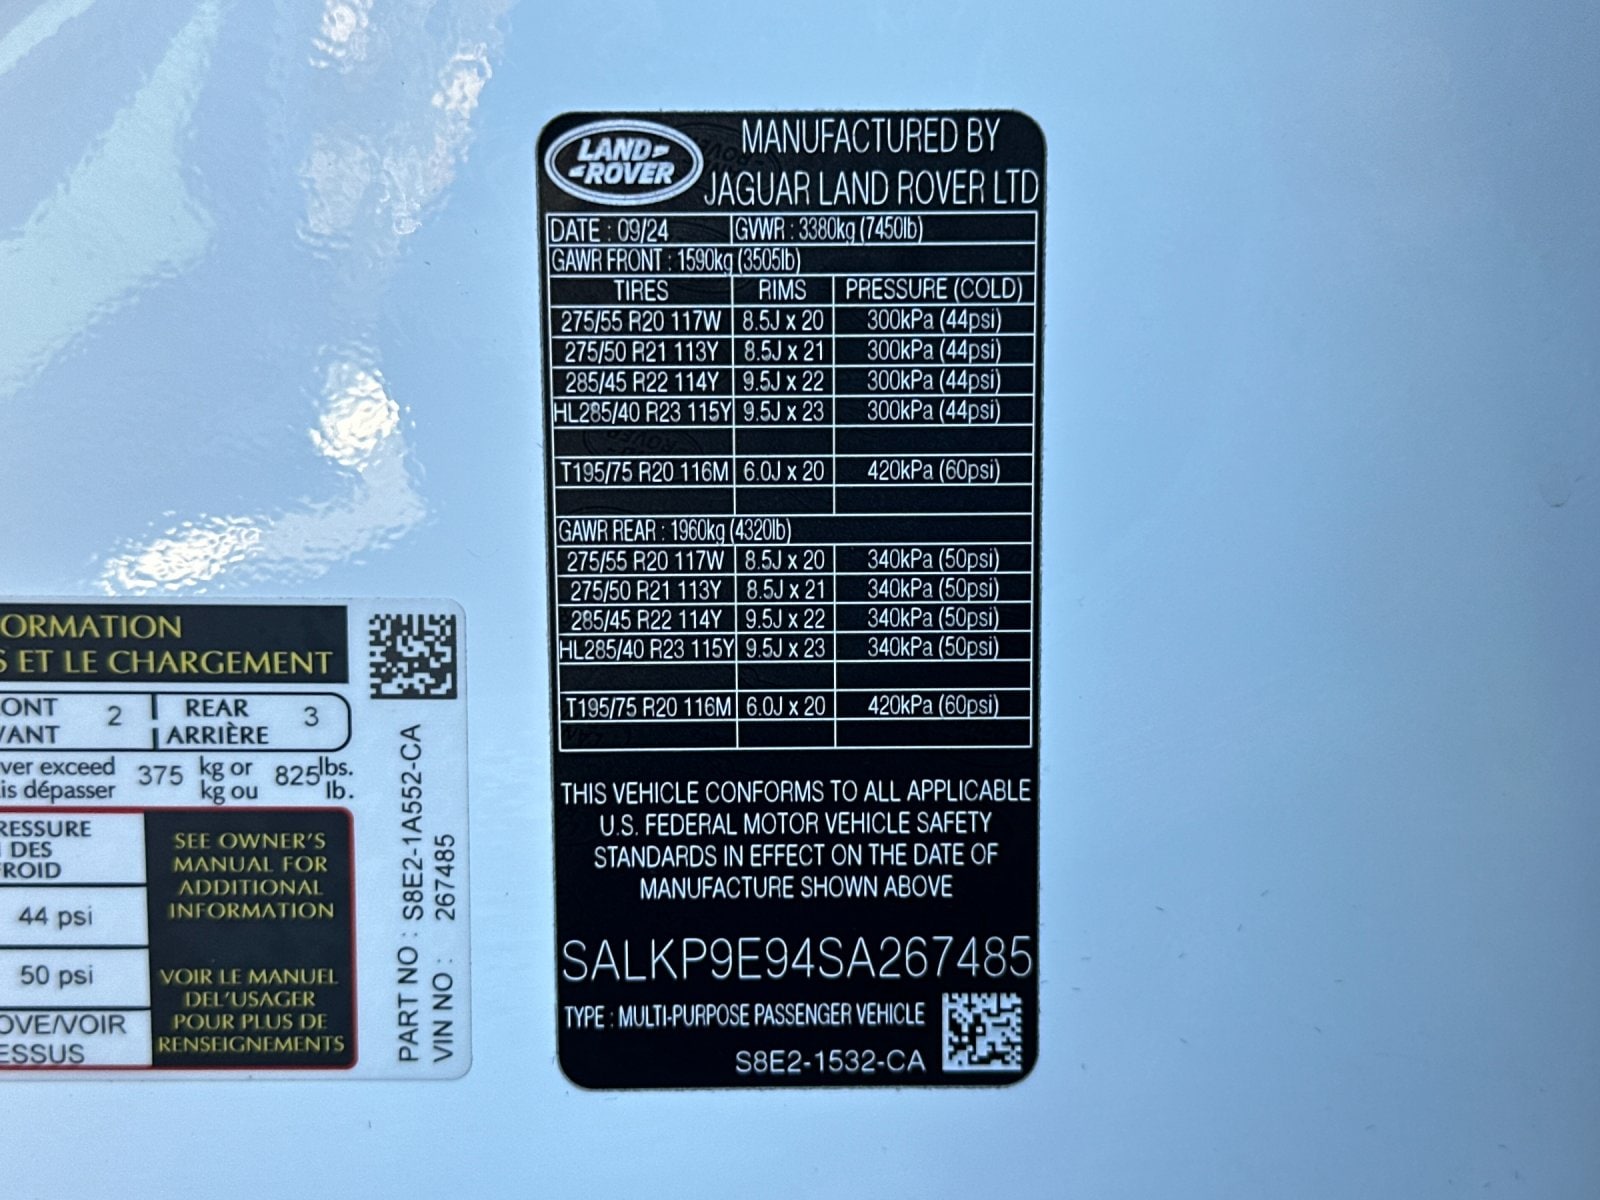 LAND
ROVER
MANUFACTURED BY
JAGUAR LAND ROVER LTD
DATE : 09/24 GVWR : 3380kg (7450lb)
GAWR FRONT : 1590kg (3505lb)
TIRES RIMS PRESSURE (COLD)
275/55 R20 117W 8.5J x 20 300kPa (44psi)
275/50 R21 113Y 8.5J x 21 300kPa (44psi)
285/45 R22 114Y 9.5J x 22 300kPa (44psi)
HL285/40 R23 115Y 9.5J x 23 300kPa (44psi)
T195/75 R20 116M 6.0J x 20 420kPa (60psi)
GAWR REAR : 1960kg (4320lb)
275/55 R20 117W 8.5J x 20 340kPa (50psi)
275/50 R21 113Y 8.5J x 21 340kPa (50psi)
285/45 R22 114Y 9.5J x 22 340kPa (50psi)
HL285/40 R23 115Y 9.5J x 23 340kPa (50psi)
T195/75 R20 116M 6.0J x 20 420kPa (60psi)
THIS VEHICLE CONFORMS TO ALL APPLICABLE
U.S. FEDERAL MOTOR VEHICLE SAFETY
STANDARDS IN EFFECT ON THE DATE OF
MANUFACTURE SHOWN ABOVE
SALKP9E94SA267485
TYPE : MULTI-PURPOSE PASSENGER VEHICLE
S8E2-1532-CA
ORMATION
S ET LE CHARGEMENT
ONT 2 REAR 3
VANT ARRIÈRE
ver exceed 375 kg or 825 lbs.
is dépasser kg ou lb.
RESSURE
DES
ROID
44 psi
50 psi
OVE/VOIR
ESSUS
SEE OWNER'S
MANUAL FOR
ADDITIONAL
INFORMATION
VOIR LE MANUEL
DEL'USAGER
POUR PLUS DE
RENSEIGNEMENTS
PART NO : S8E2-1A552-CA
VIN NO : 267485